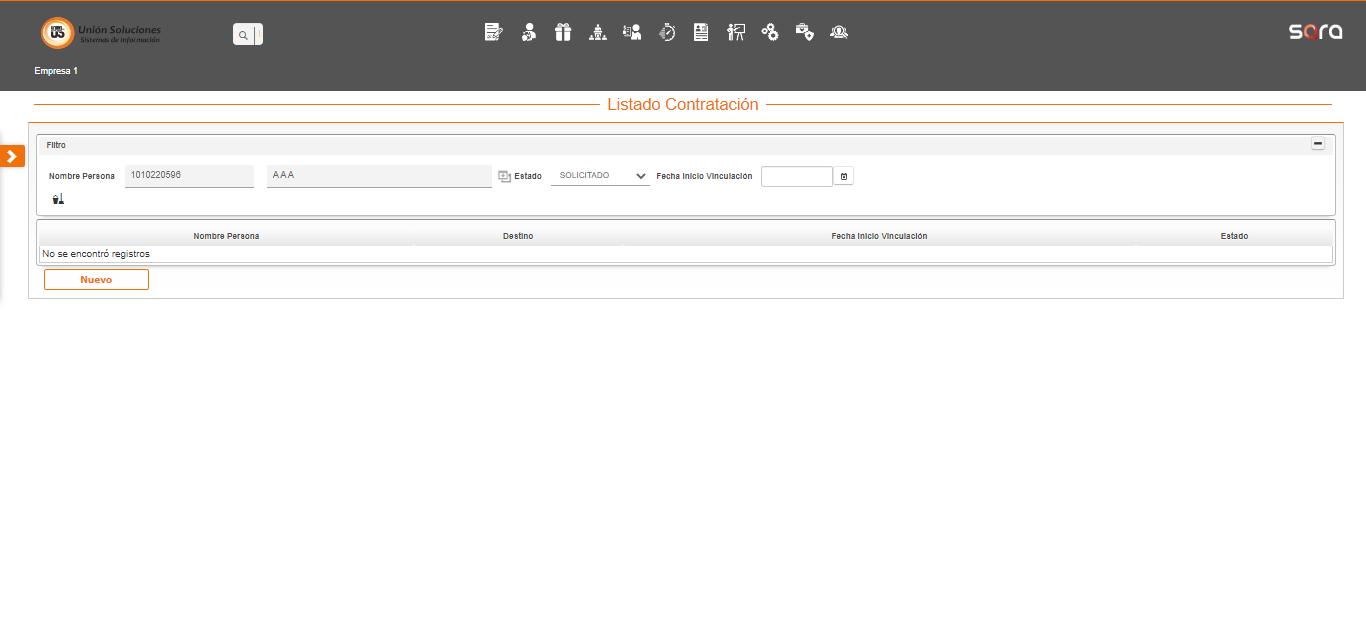 US
Unión Soluciones
Sistemas de Información
sora
Empresa 1
Listado Contratación
Filtro
Nombre Persona 1010220596 AAA Estado SOLICITADO Fecha Inicio Vinculación
Nombre Persona Destino Fecha Inicio Vinculación Estado
No se encontró registros
Nuevo